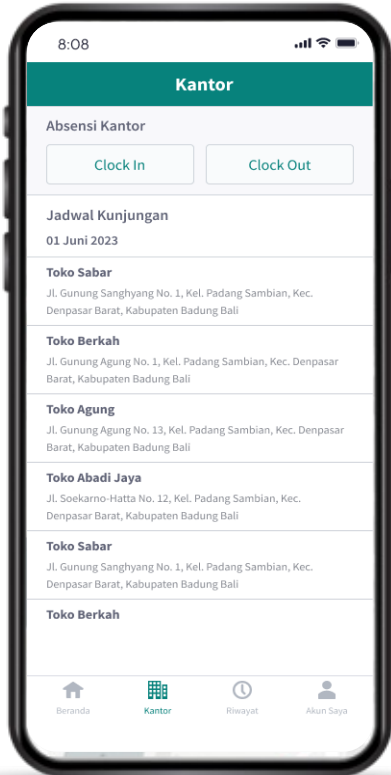 8:08
Kantor
Absensi Kantor
Clock In
Clock Out
Jadwal Kunjungan
01 Juni 2023
Toko Sabar
Jl. Gunung Sanghyang No. 1, Kel. Padang Sambian, Kec.
Denpasar Barat, Kabupaten Badung Bali
Toko Berkah
Jl. Gunung Agung No. 1, Kel. Padang Sambian, Kec. Denpasar
Barat, Kabupaten Badung Bali
Toko Agung
Jl. Gunung Agung No. 13, Kel. Padang Sambian, Kec. Denpasar
Barat, Kabupaten Badung Bali
Toko Abadi Jaya
Jl. Soekarno-Hatta No. 12, Kel. Padang Sambian, Kec.
Denpasar Barat, Kabupaten Badung Bali
Toko Sabar
Jl. Gunung Sanghyang No. 1, Kel. Padang Sambian, Kec.
Denpasar Barat, Kabupaten Badung Bali
Toko Berkah
Beranda
Kantor
Riwayat
Akun Saya